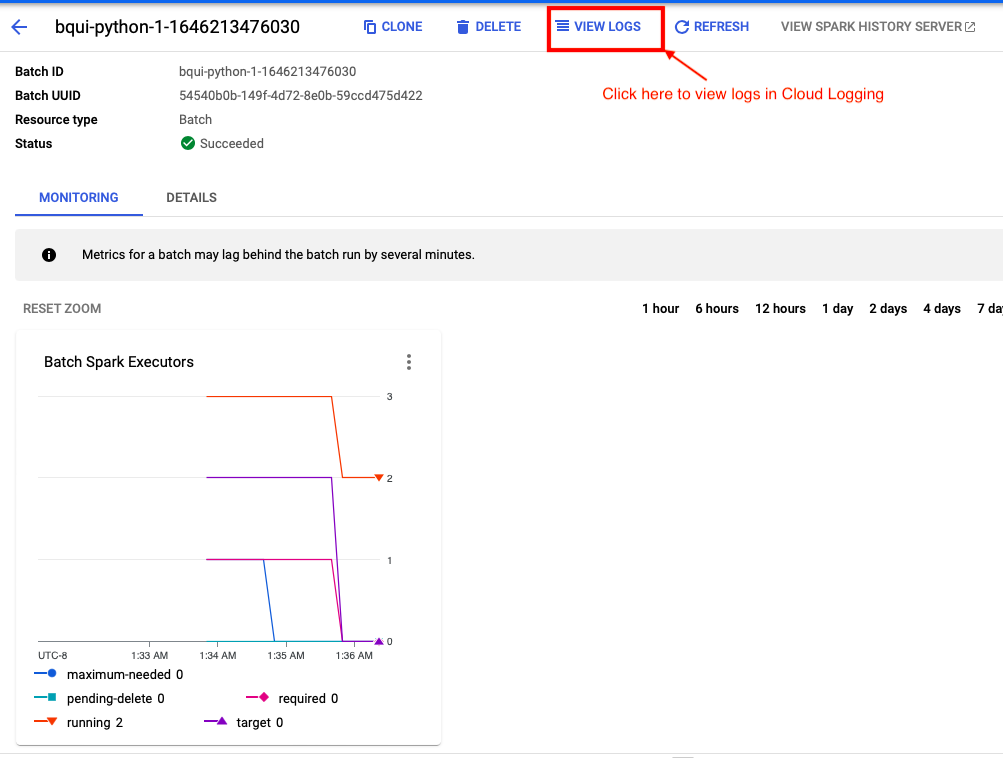 bqui-python-1-1646213476030 CLONE DELETE VIEW LOGS REFRESH VIEW SPARK HISTORY SERVER
Batch ID bqui-python-1-1646213476030
Click here to view logs in Cloud Logging
Batch UUID 54540b0b-149f-4d72-8e0b-59ccd475d422
Resource type Batch
Status Succeeded
MONITORING DETAILS
Metrics for a batch may lag behind the batch run by several minutes.
RESET ZOOM 1 hour 6 hours 12 hours 1 day 2 days 4 days 7 da
Batch Spark Executors
3
2
1
0
UTC-8 1:33 AM 1:34 AM 1:35 AM 1:36 AM
maximum-needed 0
pending-delete 0 required 0
running 2 target 0